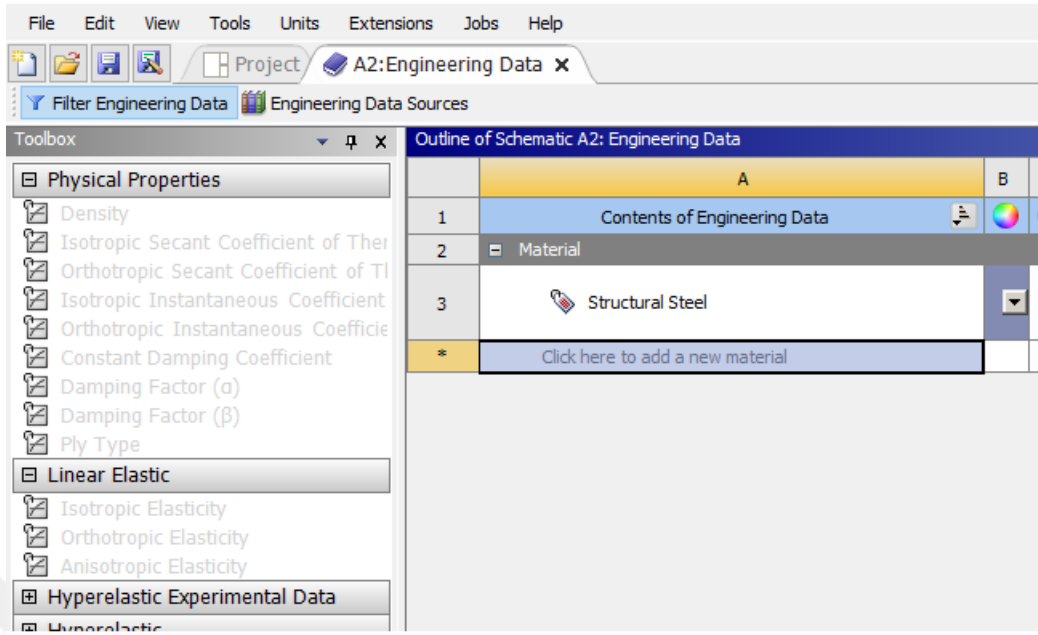 File Edit View Tools Units Extensions Jobs Help
Project A2:Engineering Data
Filter Engineering Data Engineering Data Sources
Toolbox
Physical Properties
Density
Isotropic Secant Coefficient of Ther
Orthotropic Secant Coefficient of Tl
Isotropic Instantaneous Coefficient
Orthotropic Instantaneous Coefficie
Constant Damping Coefficient
Damping Factor (α)
Damping Factor (β)
Ply Type
Linear Elastic
Isotropic Elasticity
Orthotropic Elasticity
Anisotropic Elasticity
Hyperelastic Experimental Data
Hyperelastic
Outline of Schematic A2: Engineering Data
A B
1 Contents of Engineering Data
2 Material
3 Structural Steel
* Click here to add a new material